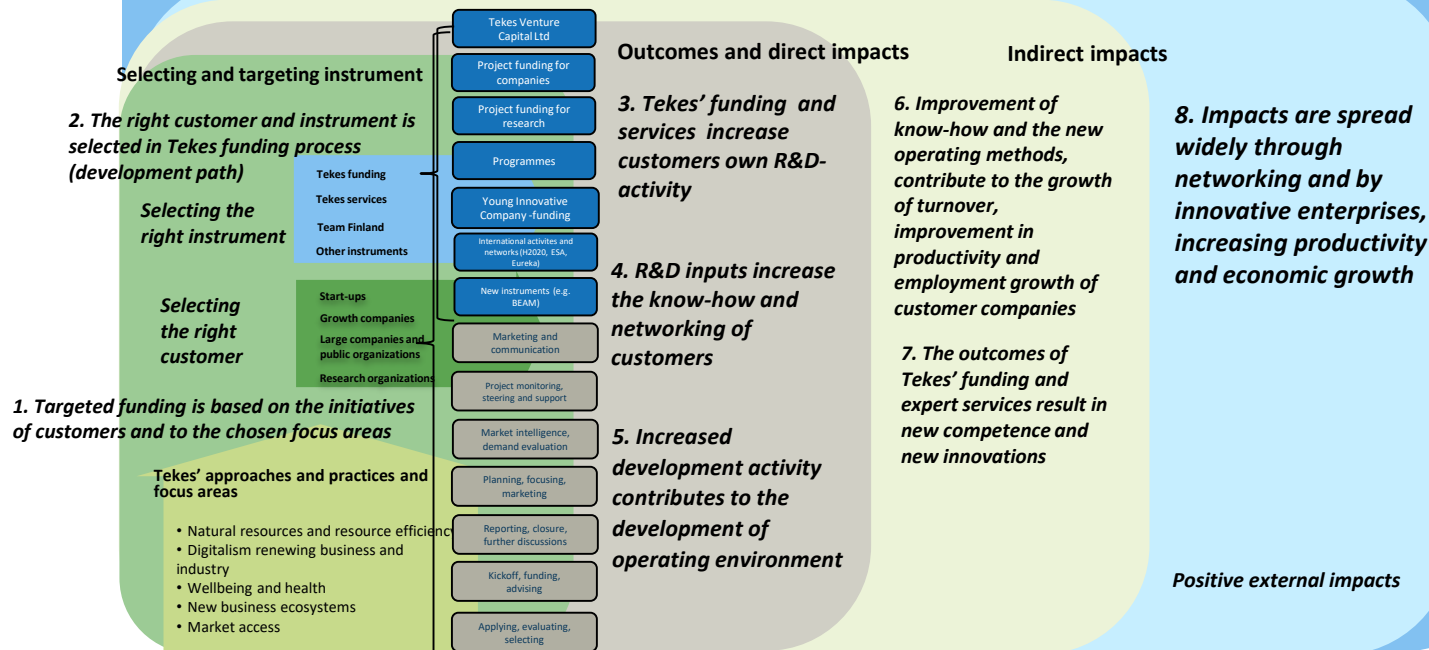 Selecting and targeting instrument
2. The right customer and instrument is
selected in Tekes funding process
(development path)
Selecting the
right instrument
Tekes funding
Tekes services
Team Finland
Other instruments
Selecting
the right
customer
Start-ups
Growth companies
Large companies and
public organizations
Research organizations
1. Targeted funding is based on the initiatives
of customers and to the chosen focus areas
Tekes’ approaches and practices and
focus areas
• Natural resources and resource efficiency
• Digitalism renewing business and
industry
• Wellbeing and health
• New business ecosystems
• Market access
Tekes Venture
Capital Ltd
Project funding for
companies
Project funding for
research
Programmes
Young Innovative
Company -funding
International activites and
networks (H2020, ESA,
Eureka)
New instruments (e.g.
BEAM)
Marketing and
communication
Project monitoring,
steering and support
Market intelligence,
demand evaluation
Planning, focusing,
marketing
Reporting, closure,
further discussions
Kickoff, funding,
advising
Applying, evaluating,
selecting
Outcomes and direct impacts
3. Tekes’ funding and
services increase
customers own R&D-
activity
4. R&D inputs increase
the know-how and
networking of
customers
5. Increased
development activity
contributes to the
development of
operating environment
Indirect impacts
6. Improvement of
know-how and the new
operating methods,
contribute to the growth
of turnover,
improvement in
productivity and
employment growth of
customer companies
7. The outcomes of
Tekes’ funding and
expert services result in
new competence and
new innovations
8. Impacts are spread
widely through
networking and by
innovative enterprises,
increasing productivity
and economic growth
Positive external impacts